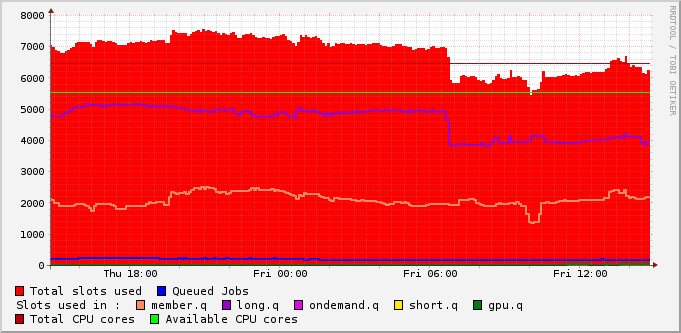 8000
7000
6000
5000
4000
3000
2000
1000
0
Thu 18:00 Fri 00:00 Fri 06:00 Fri 12:00
Total slots used Queued Jobs
Slots used in : member.q long.q ondemand.q short.q gpu.q
Total CPU cores Available CPU cores
RRDTOOL / TOBI OETIKER